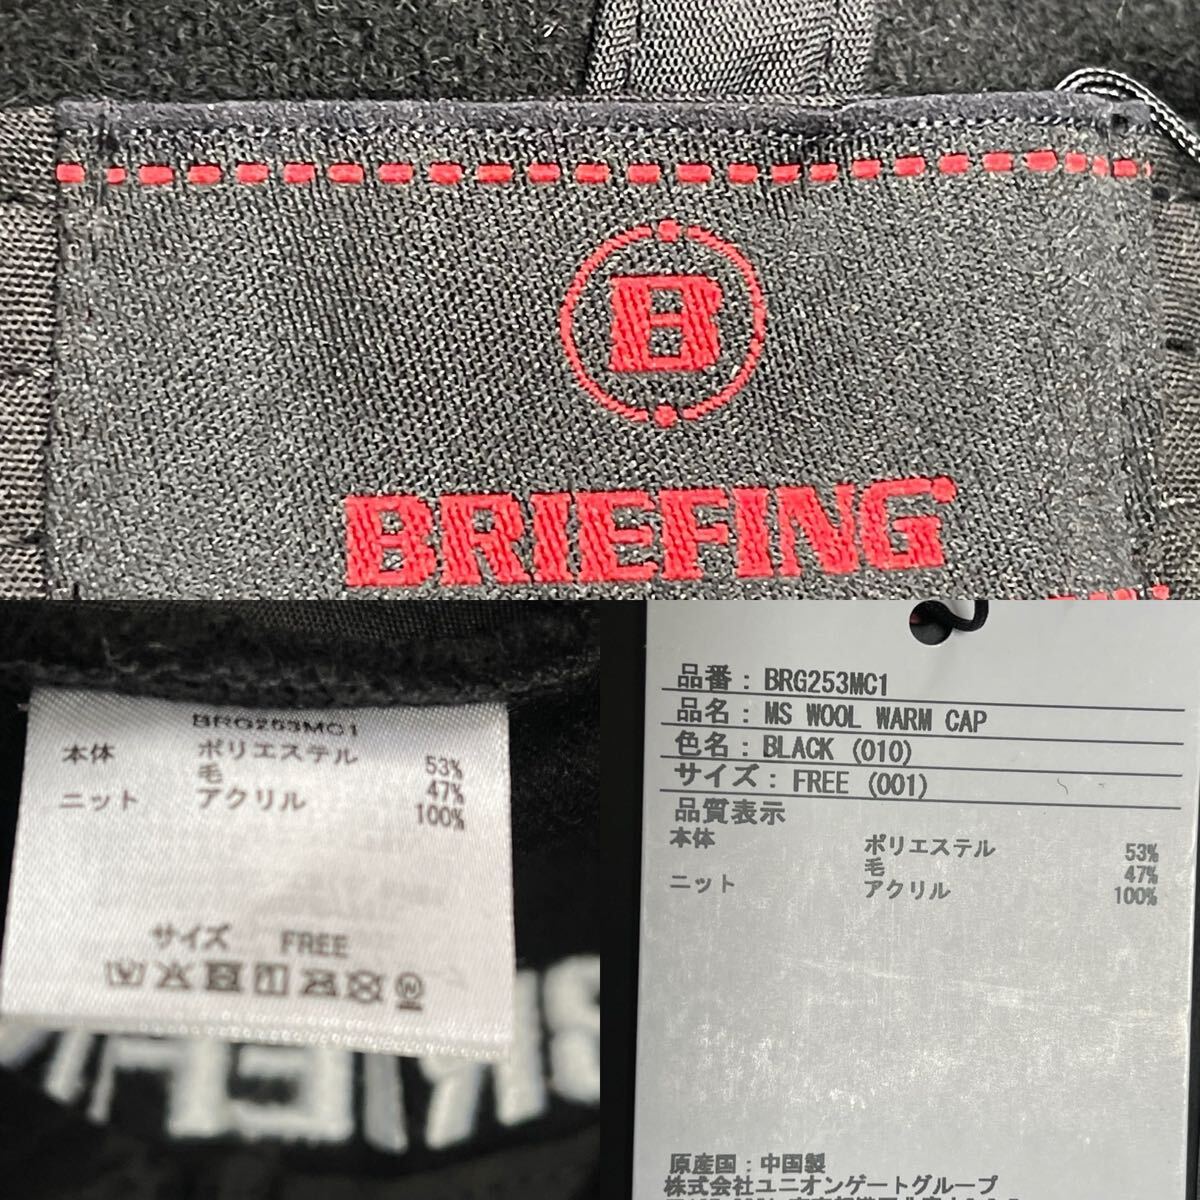 B
BRIEFING
BRG253MC1
本体 ポリエステル 53%
毛 47%
ニット アクリル 100%
サイズ FREE
W
品番：BRG253MC1
品名：MS WOOL WARM CAP
色名：BLACK (010)
サイズ：FREE (001)
品質表示
本体 ポリエステル 53%
毛 47%
ニット アクリル 100%
原産国：中国製
株式会社ユニオンゲートグループ